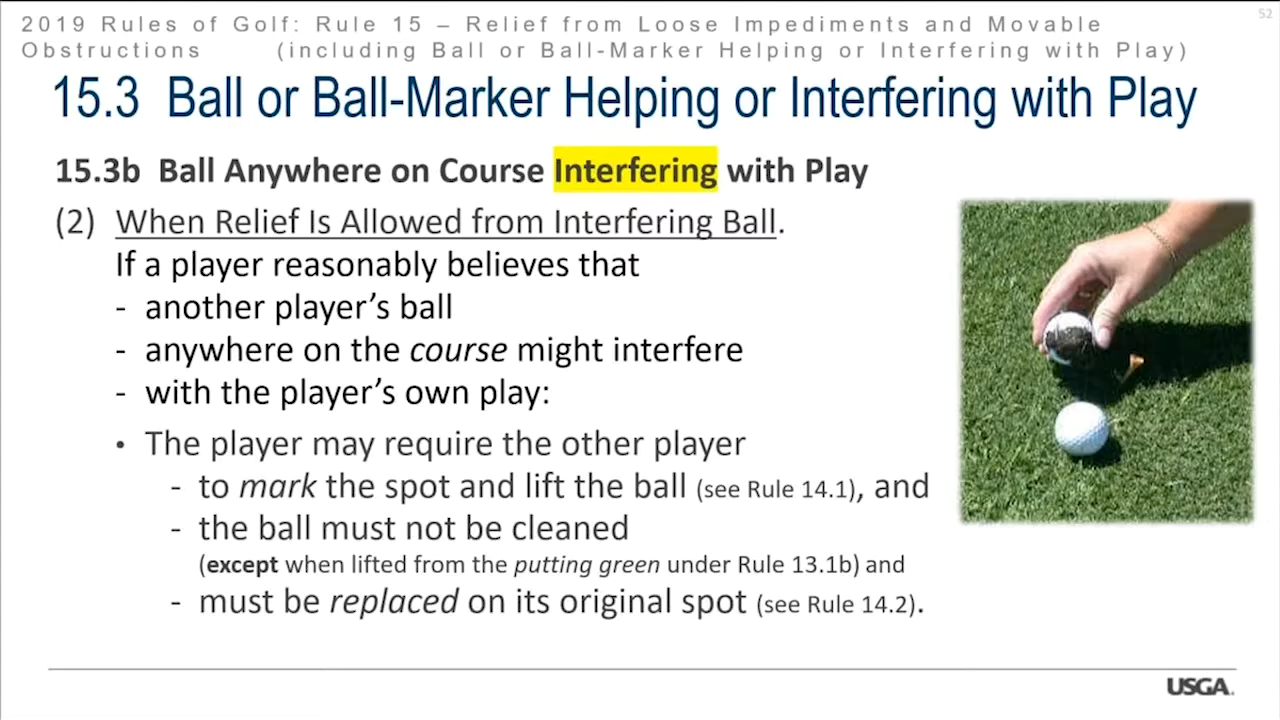 52
2019 Rules of Golf: Rule 15 – Relief from Loose Impediments and Movable
Obstructions (including Ball or Ball-Marker Helping or Interfering with Play)
15.3 Ball or Ball-Marker Helping or Interfering with Play
15.3b Ball Anywhere on Course Interfering with Play
(2) When Relief Is Allowed from Interfering Ball.
If a player reasonably believes that
- another player’s ball
- anywhere on the course might interfere
- with the player’s own play:
• The player may require the other player
- to mark the spot and lift the ball (see Rule 14.1), and
- the ball must not be cleaned
(except when lifted from the putting green under Rule 13.1b) and
- must be replaced on its original spot (see Rule 14.2).
USGA.